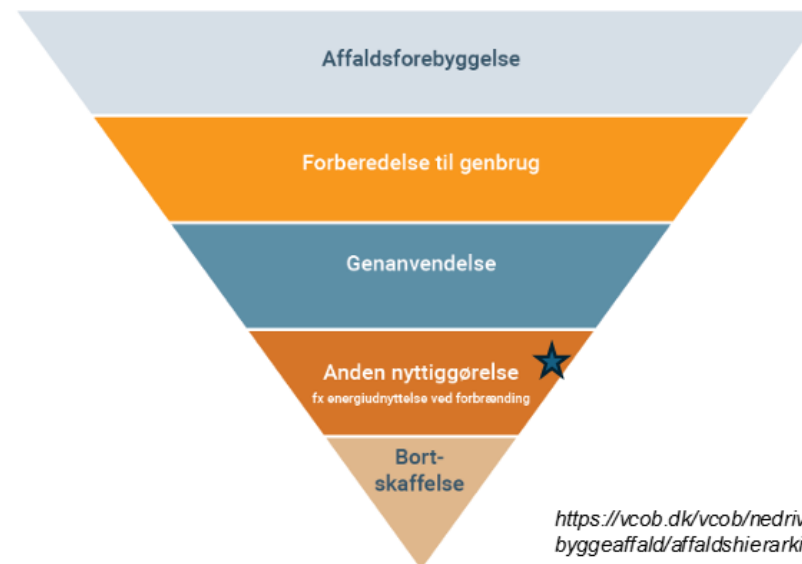 Affaldsforebyggelse
Forberedelse til genbrug
Genanvendelse
Anden nyttiggørelse
fx energiudnyttelse ved forbrænding
Bort-
skaffelse
https://vcob.dk/vcob/nedriv
byggeaffald/affaldshierarki